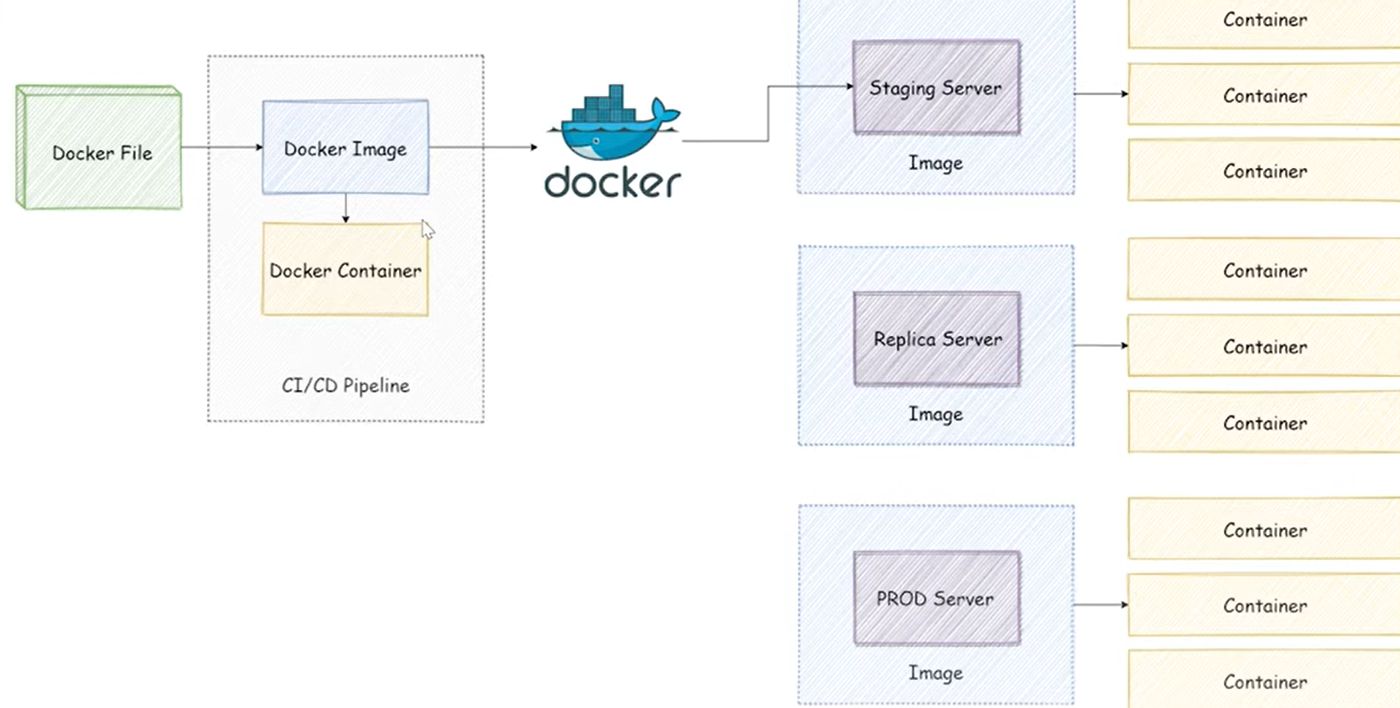 Docker File
Docker Image
Docker Container
CI/CD Pipeline
docker
Staging Server
Image
Container
Container
Container
Replica Server
Image
Container
Container
Container
PROD Server
Image
Container
Container
Container